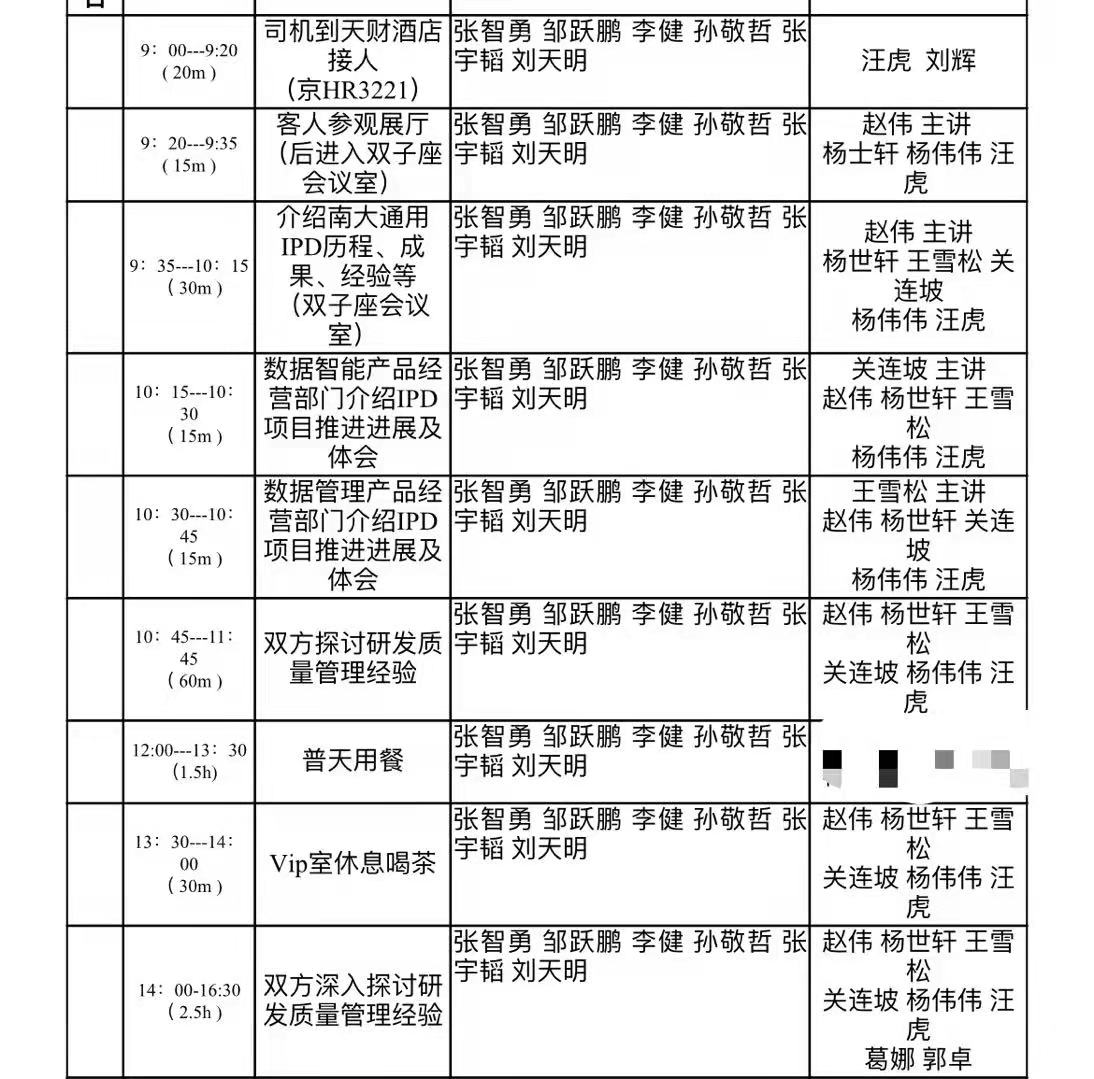 9：00---9:20
（20m）
司机到天财酒店
接人
（京HR3221）
张智勇 邹跃鹏 李健 孙敬哲 张
宇韬 刘天明
汪虎 刘辉
9：20---9:35
（15m）
客人参观展厅
（后进入双子座
会议室）
张智勇 邹跃鹏 李健 孙敬哲 张
宇韬 刘天明
赵伟 主讲
杨士轩 杨伟伟 汪
虎
9：35---10：15
（30m）
介绍南大通用
IPD历程、成
果、经验等
（双子座会议
室）
张智勇 邹跃鹏 李健 孙敬哲 张
宇韬 刘天明
赵伟 主讲
杨世轩 王雪松 关
连坡
杨伟伟 汪虎
10：15---10：
30
（15m）
数据智能产品经
营部门介绍IPD
项目推进进展及
体会
张智勇 邹跃鹏 李健 孙敬哲 张
宇韬 刘天明
关连坡 主讲
赵伟 杨世轩 王雪
松
杨伟伟 汪虎
10：30---10：
45
（15m）
数据管理产品经
营部门介绍IPD
项目推进进展及
体会
张智勇 邹跃鹏 李健 孙敬哲 张
宇韬 刘天明
王雪松 主讲
赵伟 杨世轩 关连
坡
杨伟伟 汪虎
10：45---11：
45
（60m）
双方探讨研发质
量管理经验
张智勇 邹跃鹏 李健 孙敬哲 张
宇韬 刘天明
赵伟 杨世轩 王雪
松
关连坡 杨伟伟 汪
虎
12:00---13：30
（1.5h）
普天用餐
张智勇 邹跃鹏 李健 孙敬哲 张
宇韬 刘天明
13：30---14：
00
（30m）
Vip室休息喝茶
张智勇 邹跃鹏 李健 孙敬哲 张
宇韬 刘天明
赵伟 杨世轩 王雪
松
关连坡 杨伟伟 汪
虎
14：00-16:30
（2.5h）
双方深入探讨研
发质量管理经验
张智勇 邹跃鹏 李健 孙敬哲 张
宇韬 刘天明
赵伟 杨世轩 王雪
松
关连坡 杨伟伟 汪
虎
葛娜 郭卓